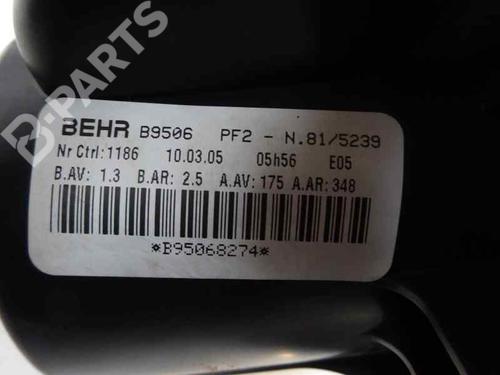 B-PARTS
BEHR B9506 PF2 - N.81/5239
Nr Ctrl:1186 10.03.05 05h56 E05
B.AV: 1.3 B.AR: 2.5 A.AV: 175 A.AR: 348
*B95068274*